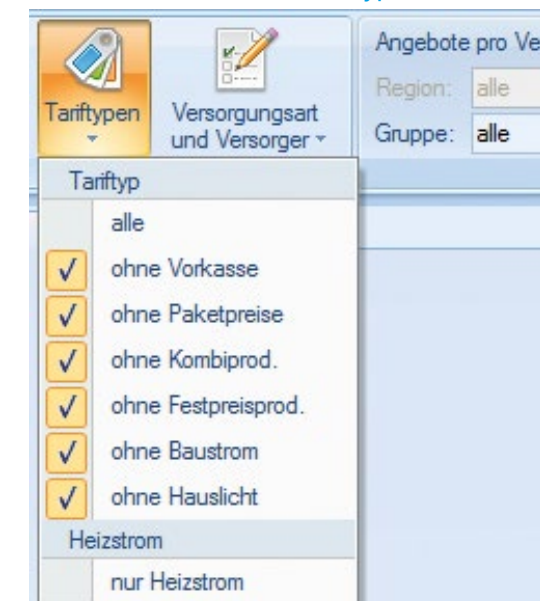 Tariftypen
Versorgungsart
und Versorger
Angebote pro Ve
Region: alle
Gruppe: alle
Tariftyp
alle
ohne Vorkasse
ohne Paketpreise
ohne Kombiprod.
ohne Festpreisprod.
ohne Baustrom
ohne Hauslicht
Heizstrom
nur Heizstrom